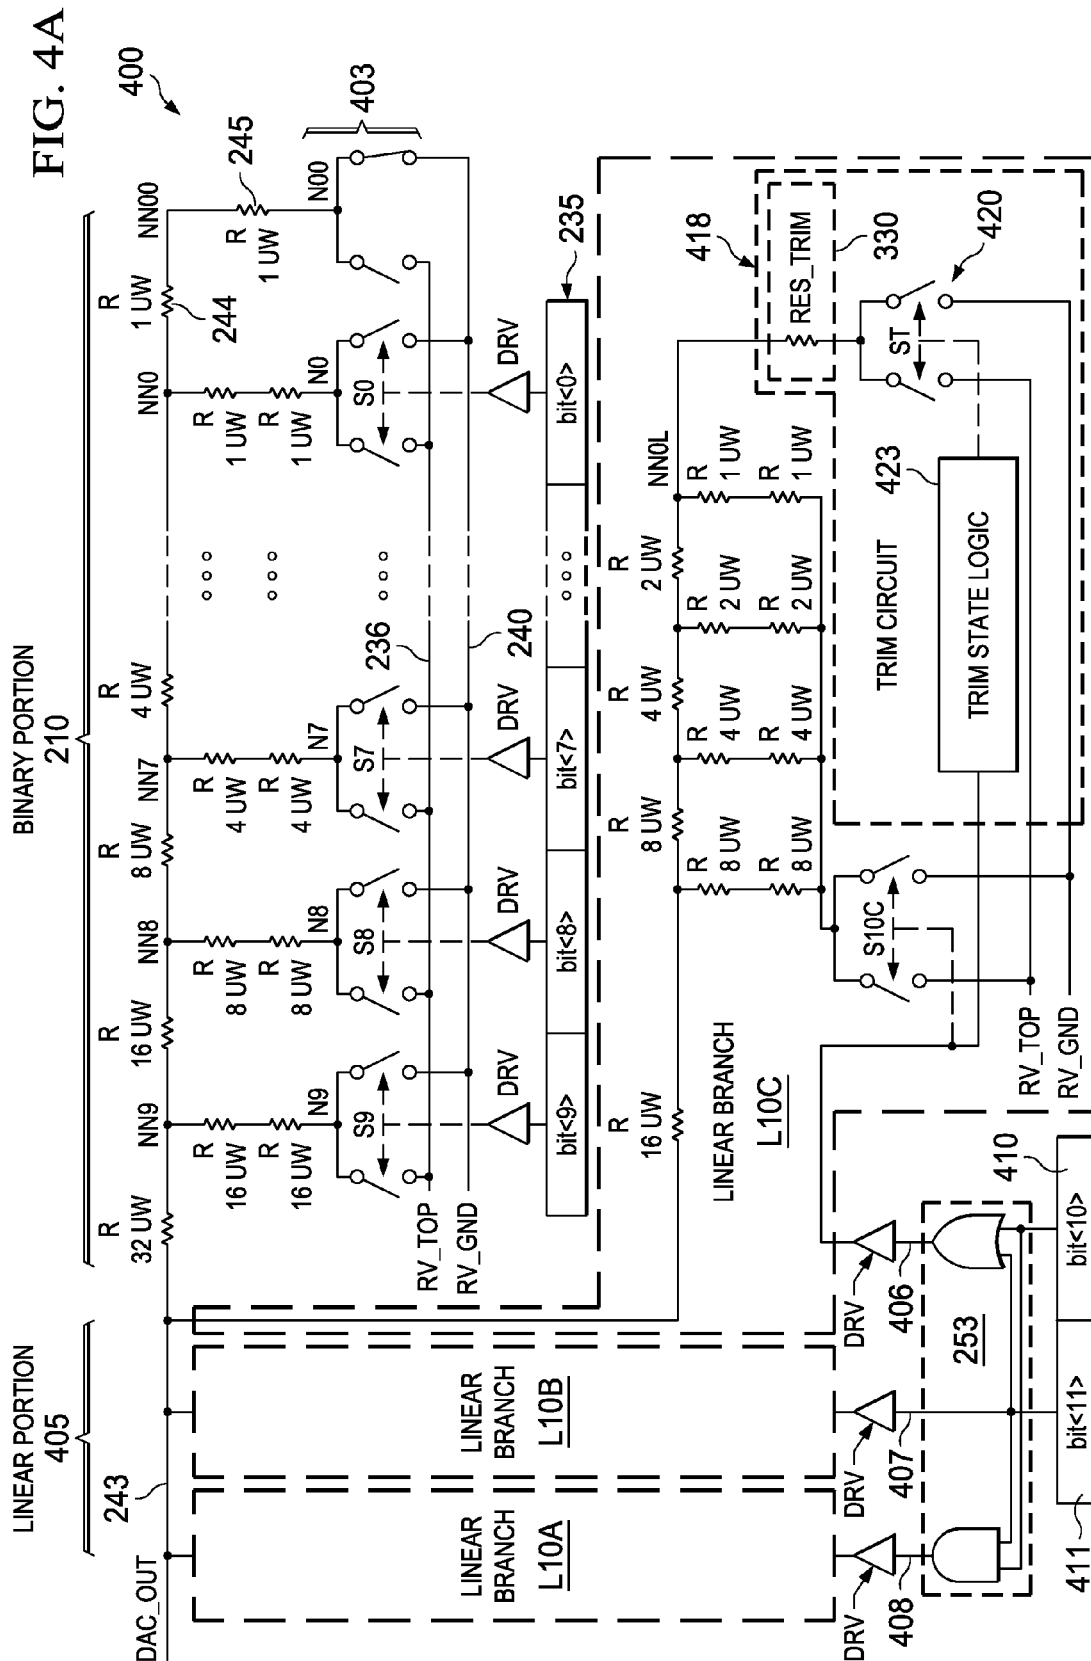 FIG. 4A
400
BINARY PORTION
210
LINEAR PORTION
405
243
DAC_OUT
R
32 UW
NN9
R
16 UW
NN8
R
8 UW
NN7
R
4 UW
NN0
R
1 UW
244
NN00
R
16 UW
R
16 UW
R
8 UW
R
8 UW
R
4 UW
R
4 UW
R
1 UW
R
1 UW
R
1 UW
245
403
N9
S9
N8
S8
N7
S7
N0
S0
N00
RV_TOP
RV_GND
236
240
DRV
DRV
DRV
DRV
235
bit<9>
bit<8>
bit<7>
bit<0>
LINEAR
BRANCH
L10A
LINEAR
BRANCH
L10B
LINEAR BRANCH
L10C
R
16 UW
R
8 UW
R
4 UW
R
2 UW
NN0L
R
8 UW
R
8 UW
R
4 UW
R
4 UW
R
2 UW
R
2 UW
R
1 UW
R
1 UW
418
RES_TRIM
330
ST
420
TRIM CIRCUIT
423
TRIM STATE LOGIC
S10C
RV_TOP
RV_GND
DRV
408
DRV
407
DRV
406
253
411
bit<11>
bit<10>
410